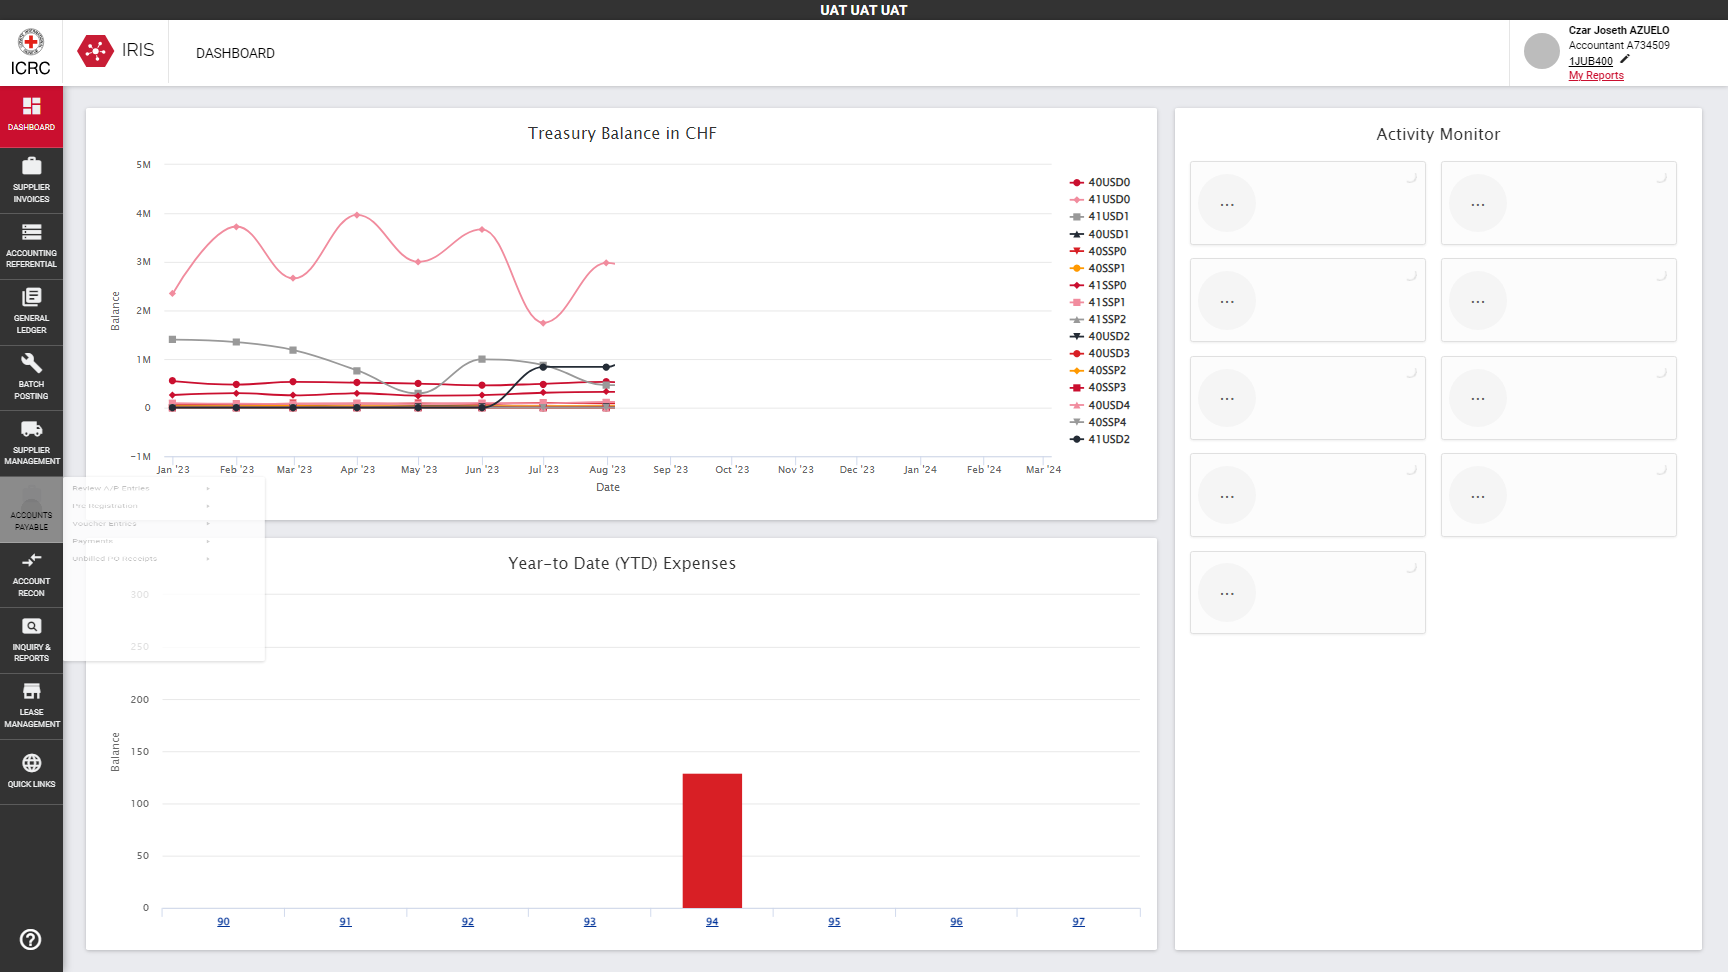 UAT UAT UAT
ICRC
IRIS
DASHBOARD
Czar Joseth AZUELO
Accountant A734509
1JUB400
My Reports
DASHBOARD
SUPPLIER
INVOICES
ACCOUNTING
REFERENTIAL
GENERAL
LEDGER
BATCH
POSTING
SUPPLIER
MANAGEMENT
ACCOUNTS
PAYABLE
ACCOUNT
RECON
INQUIRY &
REPORTS
LEASE
MANAGEMENT
QUICK LINKS
Review A/P Entries
Pre Registration
Voucher Entries
Payments
Unbilled PO Receipts
Treasury Balance in CHF
5M
4M
3M
2M
1M
0
-1M
Balance
Jan '23 Feb '23 Mar '23 Apr '23 May '23 Jun '23 Jul '23 Aug '23 Sep '23 Oct '23 Nov '23 Dec '23 Jan '24 Feb '24 Mar '24
Date
40USD0
41USD0
41USD1
40USD1
40SSP0
40SSP1
41SSP0
41SSP1
41SSP2
40USD2
40USD3
40SSP2
40SSP3
40USD4
40SSP4
41USD2
Year-to Date (YTD) Expenses
300
250
200
150
100
50
0
Balance
90 91 92 93 94 95 96 97
Activity Monitor
... ...
... ...
... ...
... ...
...